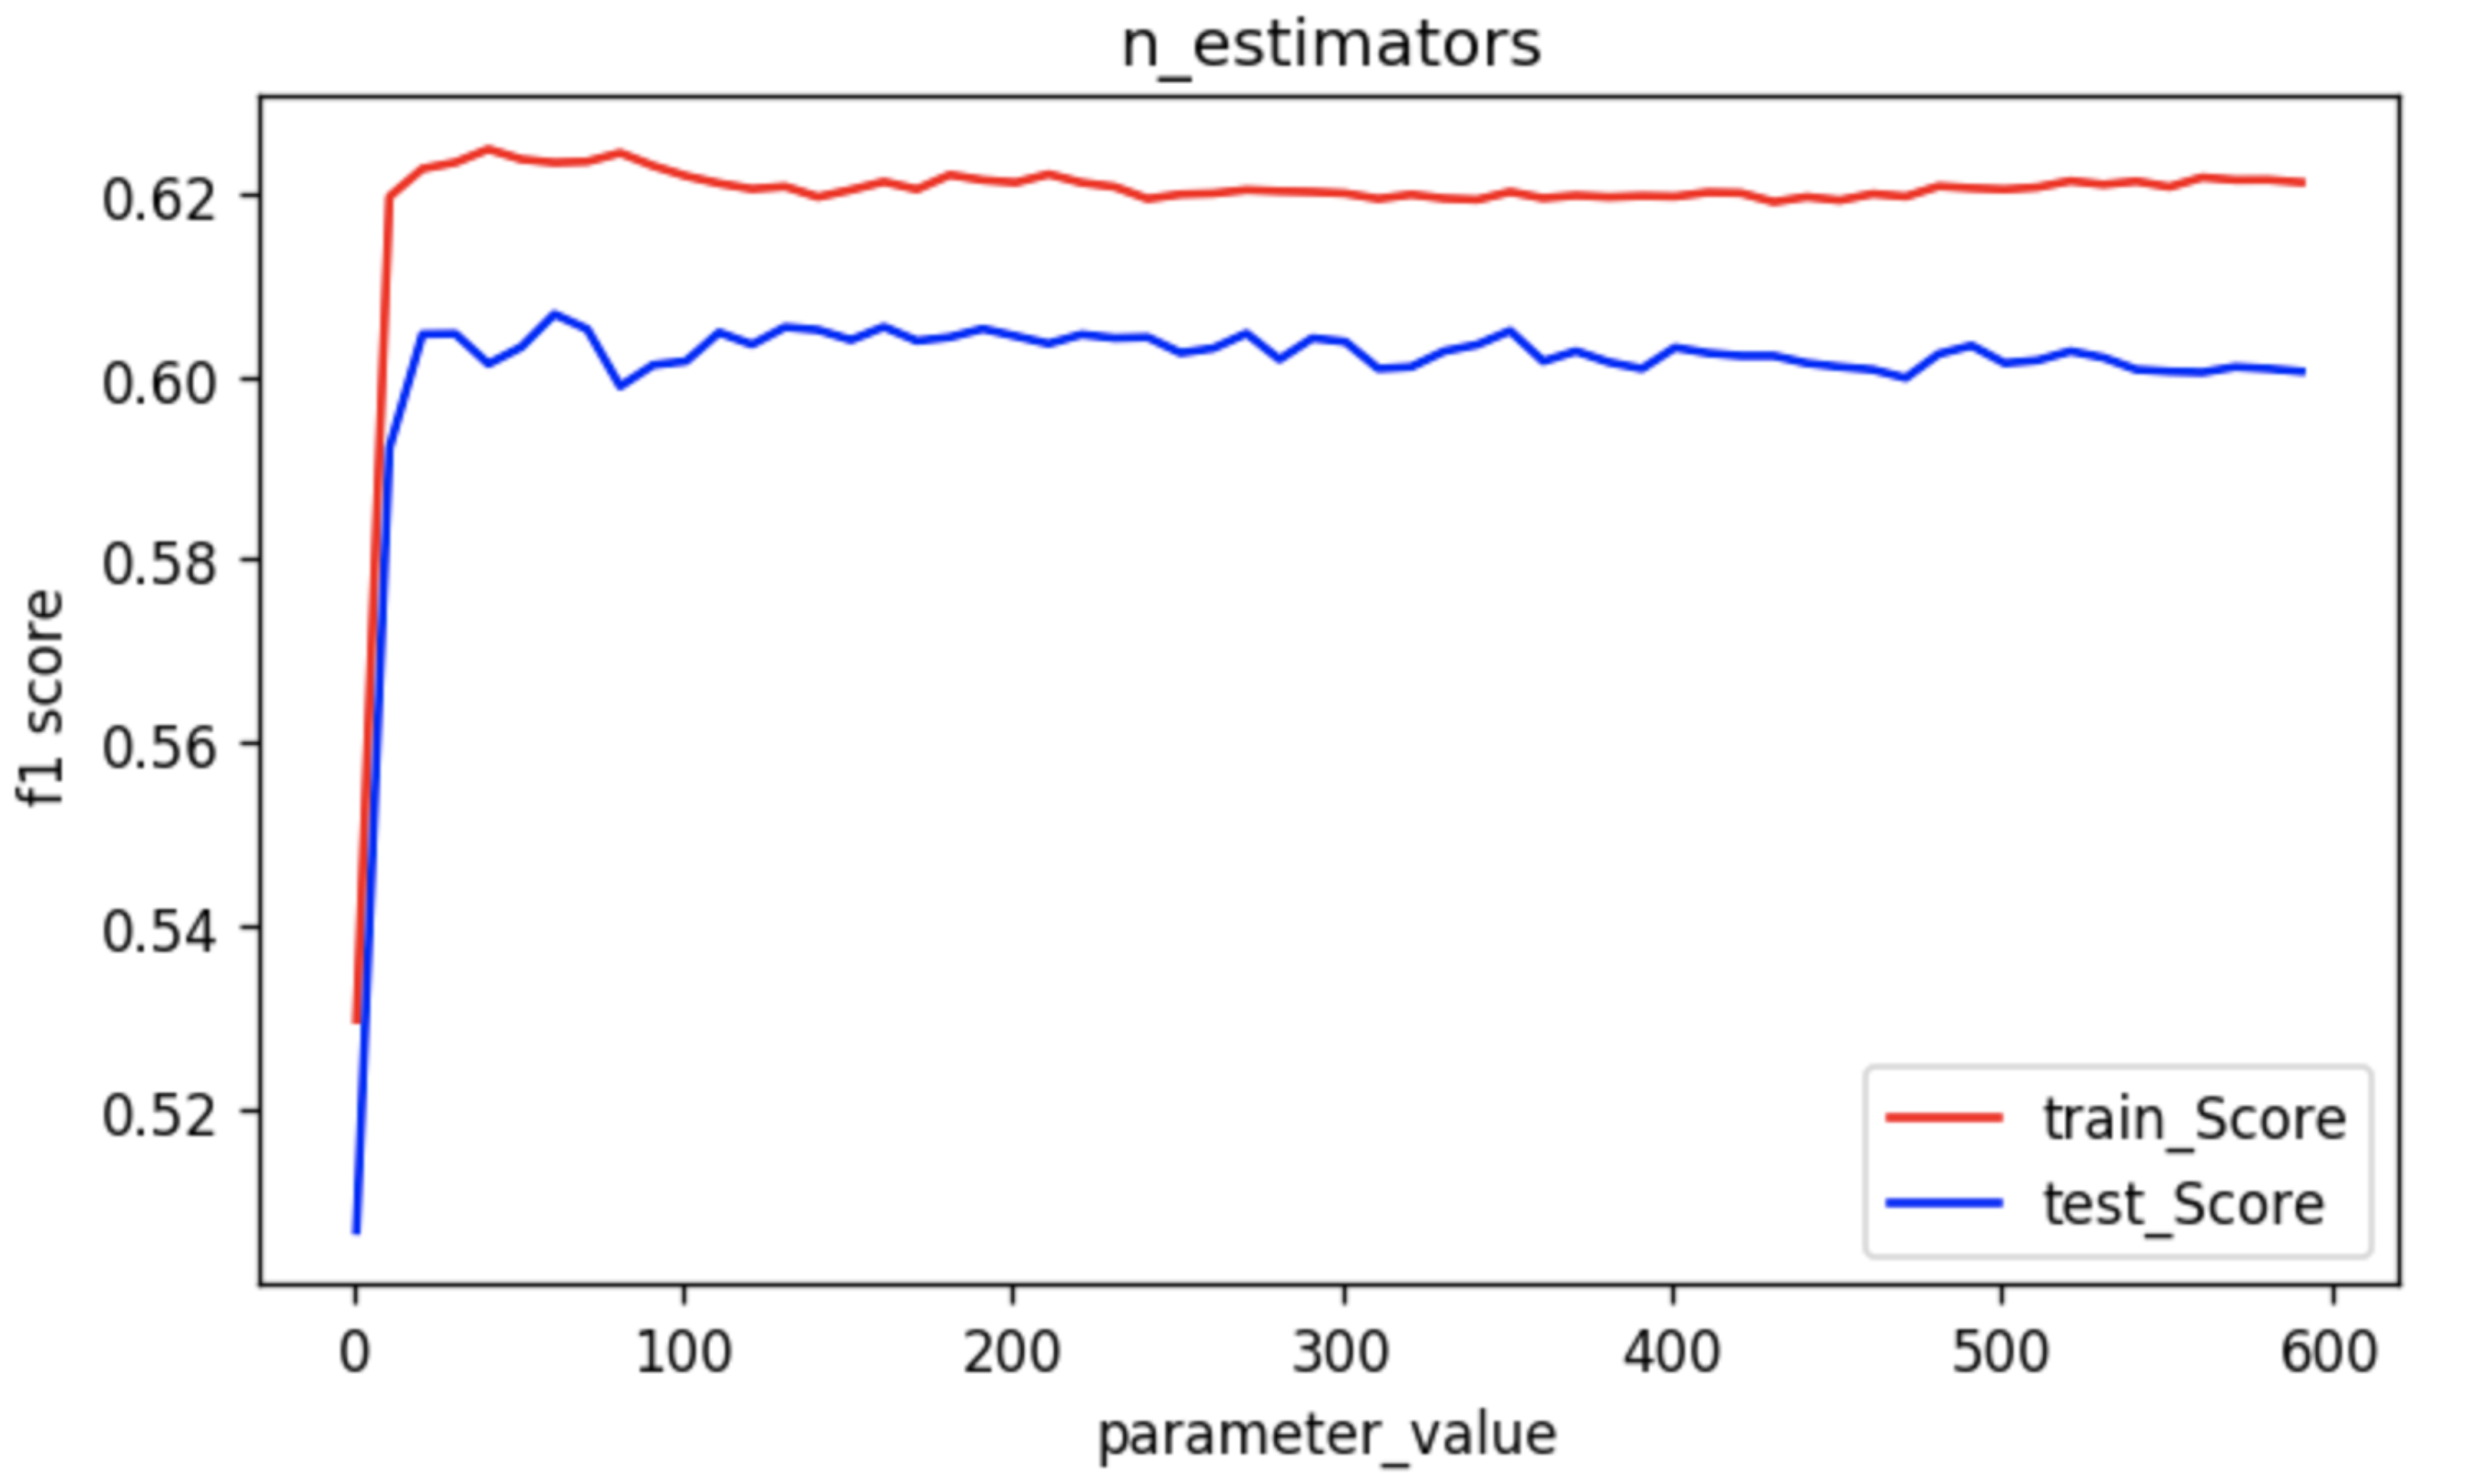 n_estimators
0.62
0.60
0.58
0.56
0.54
0.52
f1 score
train_Score
test_Score
0 100 200 300 400 500 600
parameter_value